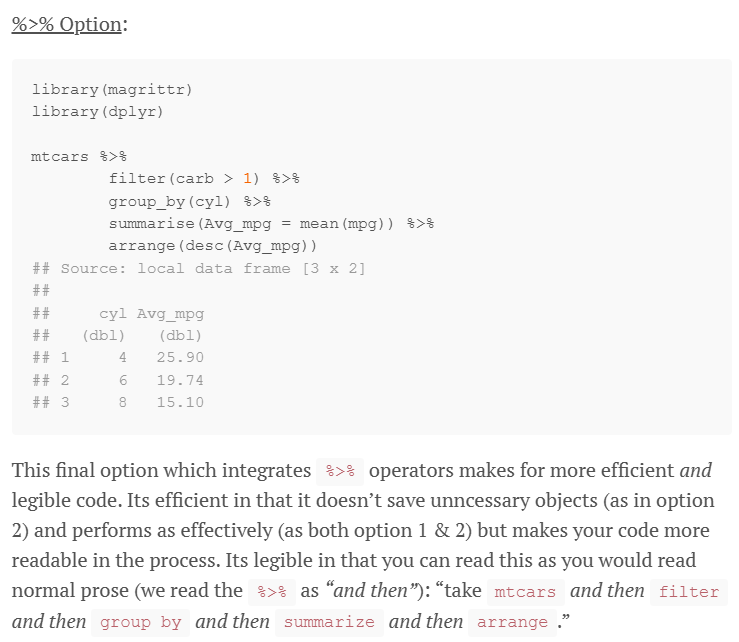 %>% Option:
library(magrittr)
library(dplyr)
mtcars %>%
        filter(carb > 1) %>%
        group_by(cyl) %>%
        summarise(Avg_mpg = mean(mpg)) %>%
        arrange(desc(Avg_mpg))
## Source: local data frame [3 x 2]
##
##     cyl Avg_mpg
##   (dbl)   (dbl)
## 1     4   25.90
## 2     6   19.74
## 3     8   15.10
This final option which integrates %>% operators makes for more efficient and
legible code. Its efficient in that it doesn’t save unncessary objects (as in option
2) and performs as effectively (as both option 1 & 2) but makes your code more
readable in the process. Its legible in that you can read this as you would read
normal prose (we read the %>% as “and then”): “take mtcars and then filter
and then group by and then summarize and then arrange .”